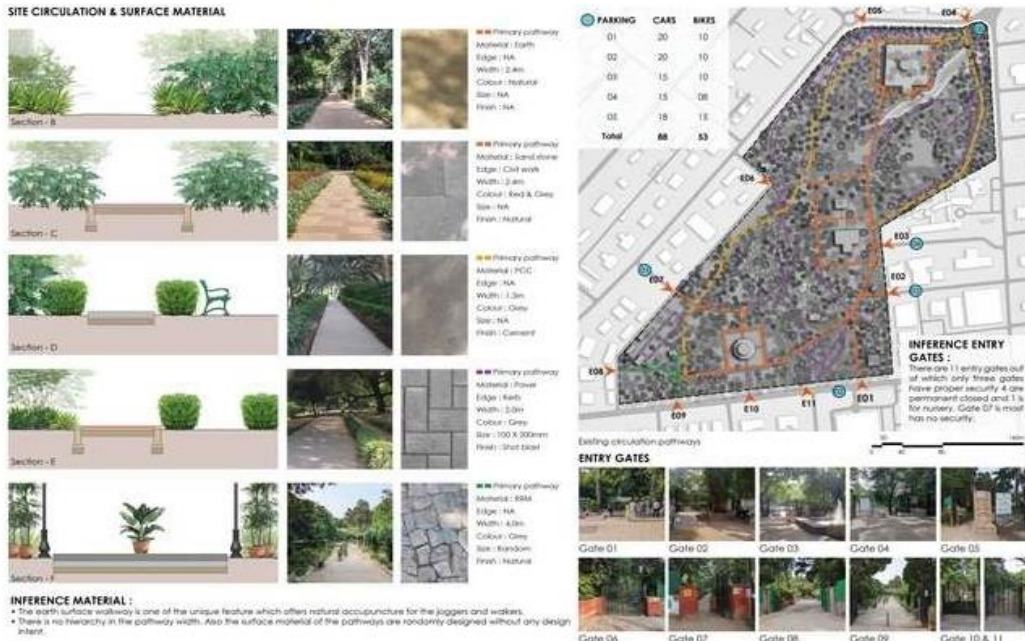 SITE CIRCULATION & SURFACE MATERIAL
Section - B
Primary pathway
Material : Earth
Edge : NA
Width : 2.4m
Colour : Natural
Size : NA
Finish : NA
Section - C
Primary pathway
Material : Sand stone
Edge : Civil work
Width : 2.4m
Colour : Red & Grey
Size : NA
Finish : Natural
Section - D
Primary pathway
Material : PCC
Edge : NA
Width : 1.5m
Colour : Grey
Size : NA
Finish : Cement
Section - E
Primary pathway
Material : Paver
Edge : Kerb
Width : 2.0m
Colour : Grey
Size : 100 X 200mm
Finish : Shot blast
Section - F
Primary pathway
Material : RRM
Edge : NA
Width : 4.0m
Colour : Grey
Size : Random
Finish : Natural
INFERENCE MATERIAL :
• The earth surface walkway is one of the unique feature which offers natural accupuncture for the joggers and walkers.
• There is no hierarchy in the pathway width. Also the surface material of the pathways are randomly designed without any design
intent.
PARKING CARS BIKES
01 20 10
02 20 10
03 15 10
04 15 08
05 18 15
Total 88 53
E05
E04
E06
E03
E02
E07
E08
E09
E10
E11
E01
INFERENCE ENTRY
GATES :
There are 11 entry gates out
of which only three gates
have proper security 4 are
permanent closed and 1 is
for nursery. Gate 07 is most
has no security.
Existing circulation pathways
ENTRY GATES
Gate 01
Gate 02
Gate 03
Gate 04
Gate 05
Gate 06
Gate 07
Gate 08
Gate 09
Gate 10 & 11